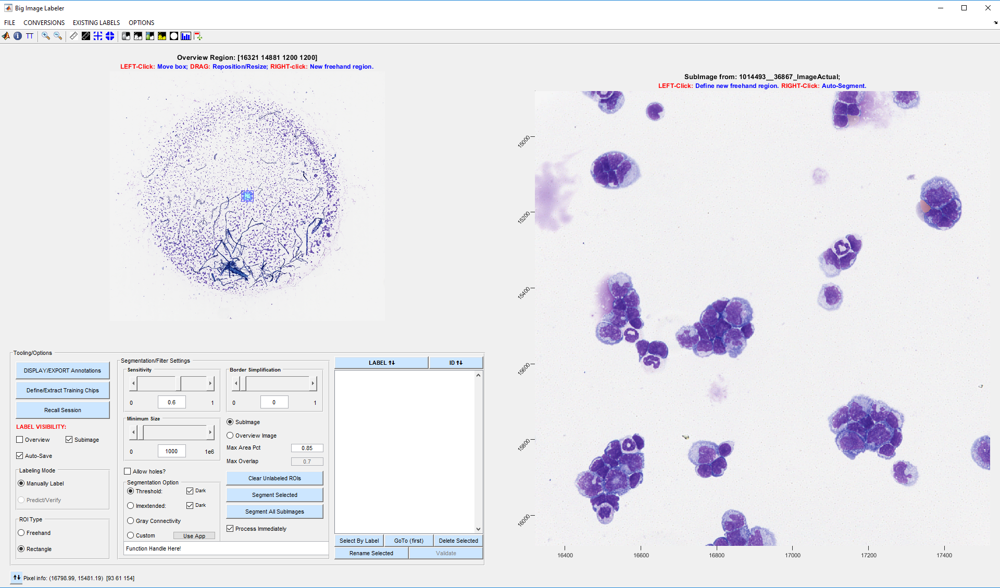 Big Image Labeler
FILE CONVERSIONS EXISTING LABELS OPTIONS
TT
Overview Region: [16321 14881 1200 1200]
LEFT-Click: Move box; DRAG: Reposition/Resize; RIGHT-click: New freehand region.
SubImage from: 1014493__36867_ImageActual;
LEFT-Click: Define new freehand region. RIGHT-Click: Auto-Segment.
15000
15200
15400
15600
15800
16000
16400 16600 16800 17000 17200 17400
Tooling/Options
DISPLAY/EXPORT Annotations
Define/Extract Training Chips
Recall Session
LABEL VISIBILITY:
Overview Subimage
Auto-Save
Labeling Mode
Manually Label
Predict/Verify
ROI Type
Freehand
Rectangle
Segmentation/Filter Settings
Sensitivity
0 0.6 1
Border Simplification
0 0 1
Minimum Size
0 1000 1e6
SubImage
Overview Image
Max Area Pct 0.85
Max Overlap 0.7
Allow holes?
Segmentation Option
Threshold: Dark
Imextended: Dark
Gray Connectivity
Custom Use App
Function Handle Here!
Clear Unlabeled ROIs
Segment Selected
Segment All SubImages
Process Immediately
LABEL ID
Select By Label GoTo (first) Delete Selected
Rename Selected Validate
Pixel info: (16798.99, 15481.19) [93 61 154]